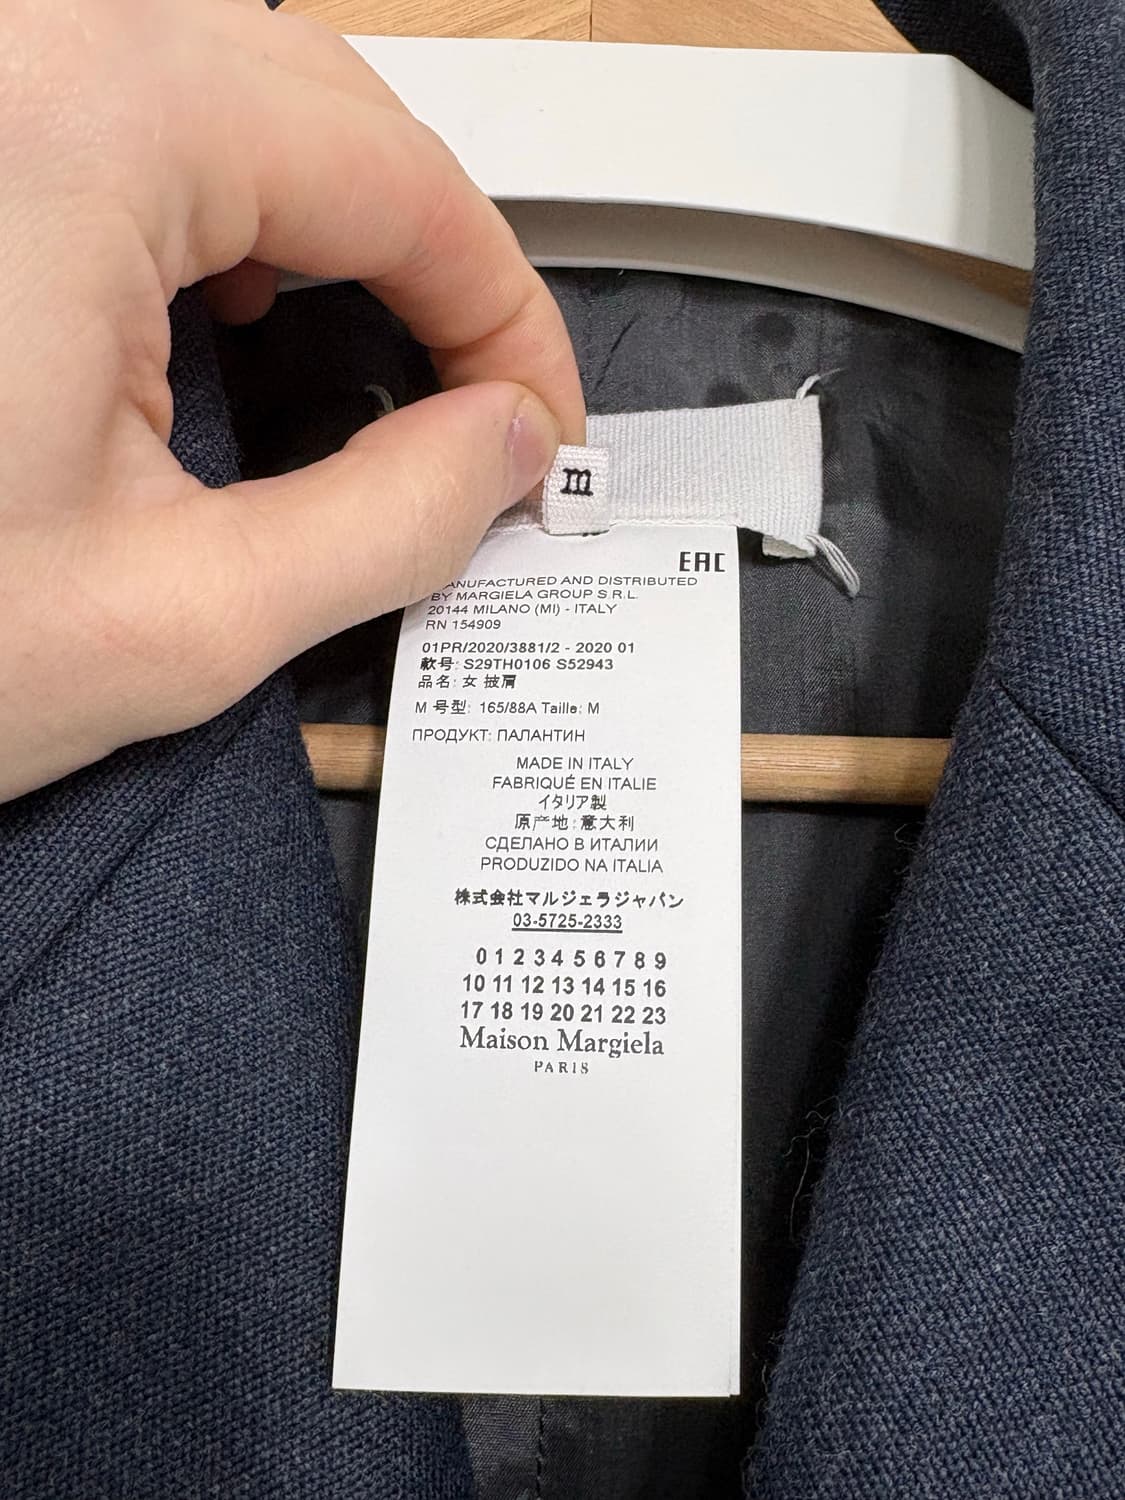 m
EAC
ANUFACTURED AND DISTRIBUTED
BY MARGIELA GROUP S.R.L.
20144 MILANO (MI) - ITALY
RN 154909
01PR/2020/3881/2 - 2020 01
款号: S29TH0106 S52943
品名: 女 披肩
M 号型: 165/88A Taille: M
ПРОДУКТ: ПАЛАНТИН
MADE IN ITALY
FABRIQUÉ EN ITALIE
イタリア製
原产地: 意大利
СДЕЛАНО В ИТАЛИИ
PRODUZIDO NA ITALIA
株式会社マルジェラジャパン
03-5725-2333
0 1 2 3 4 5 6 7 8 9
10 11 12 13 14 15 16
17 18 19 20 21 22 23
Maison Margiela
PARIS